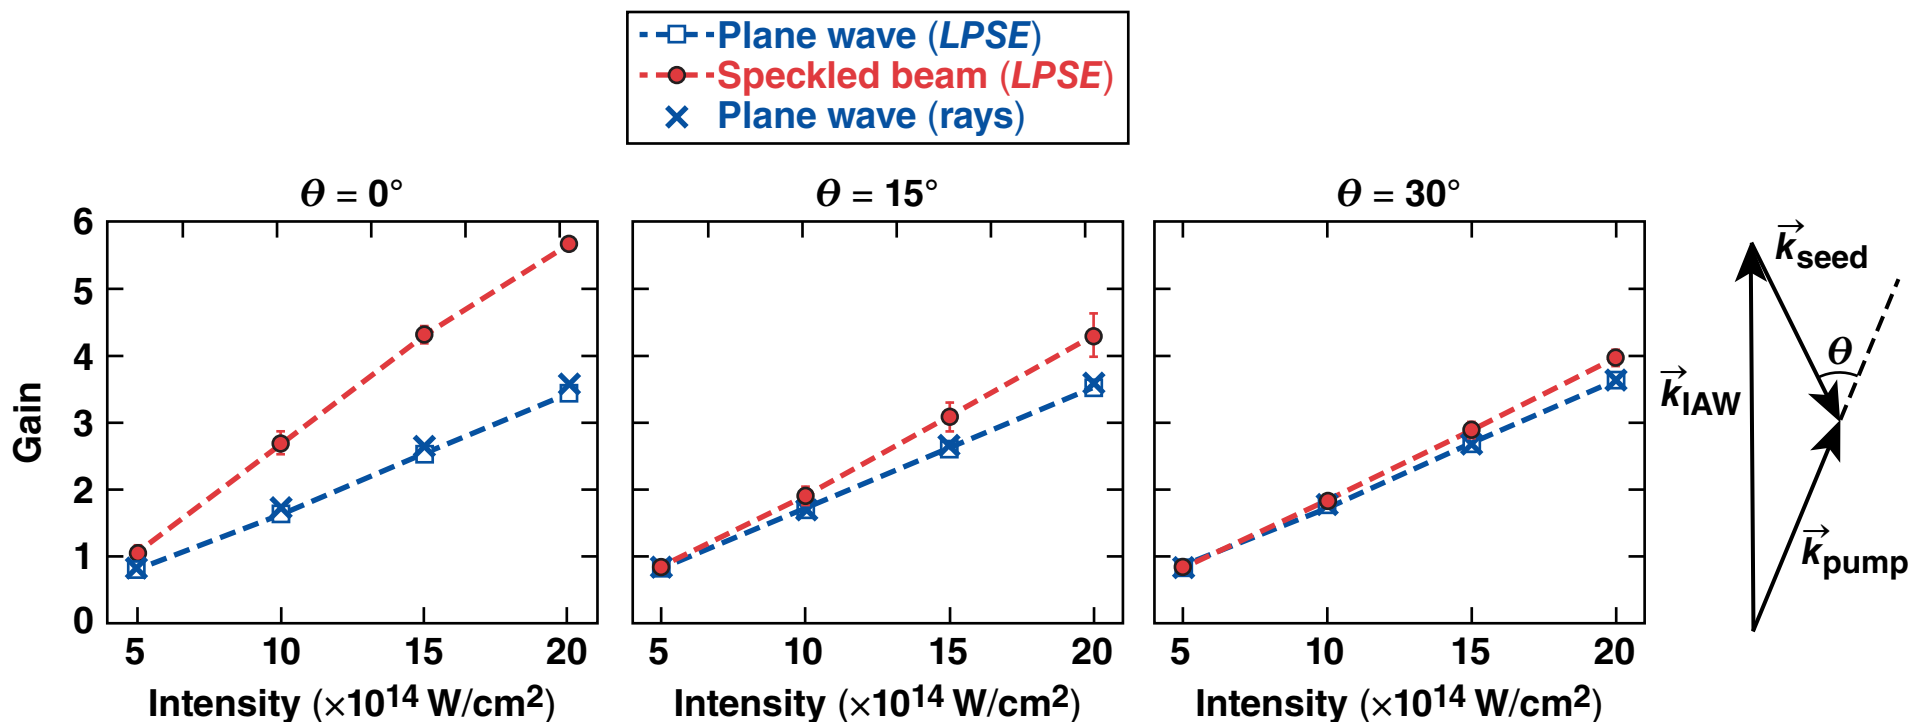 Plane wave (LPSE)
Speckled beam (LPSE)
Plane wave (rays)
θ = 0°
θ = 15°
θ = 30°
Gain
6
5
4
3
2
1
0
5 10 15 20
5 10 15 20
5 10 15 20
Intensity (×10¹⁴ W/cm²)
Intensity (×10¹⁴ W/cm²)
Intensity (×10¹⁴ W/cm²)
k⃗seed
θ
k⃗IAW
k⃗pump